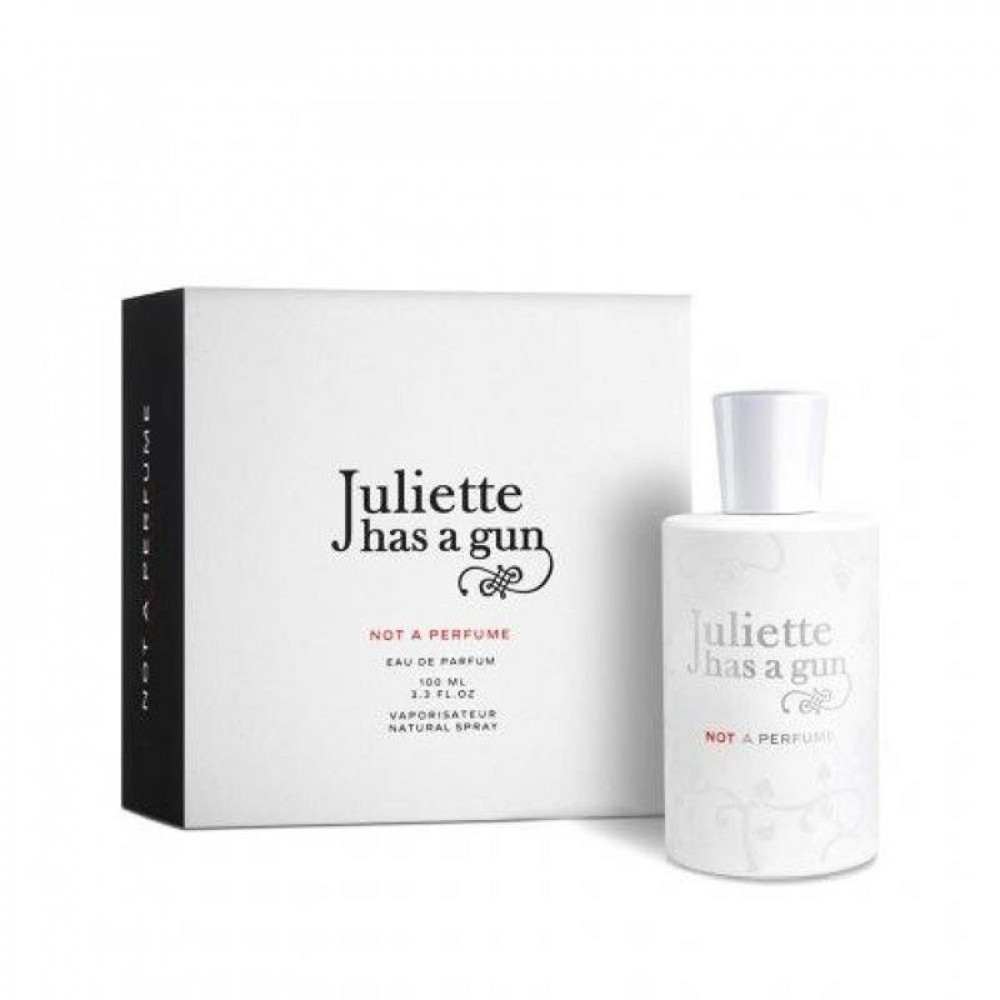 NOT A PERFUME
Juliette
has a gun
NOT A PERFUME
EAU DE PARFUM
100 ML
3.3 FL.OZ
VAPORISATEUR
NATURAL SPRAY
Juliette
has a gun
NOT A PERFUME